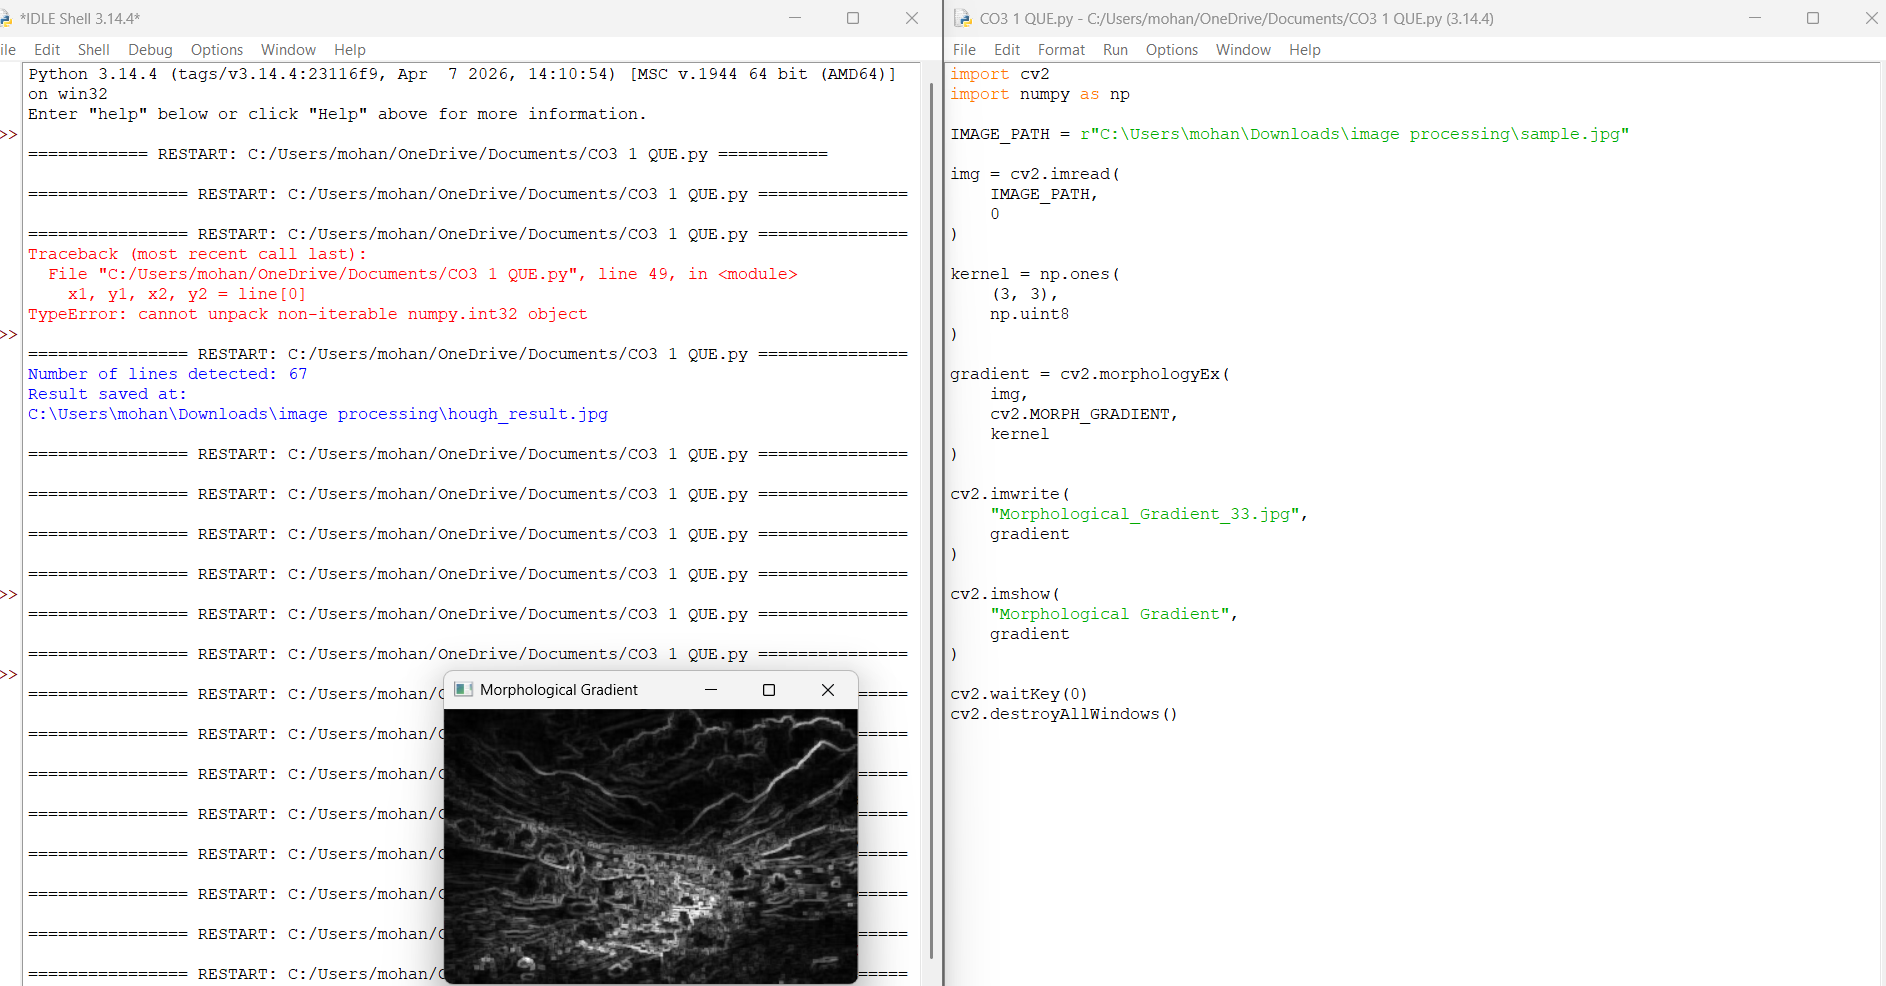 *IDLE Shell 3.14.4*
ile Edit Shell Debug Options Window Help
Python 3.14.4 (tags/v3.14.4:23116f9, Apr  7 2026, 14:10:54) [MSC v.1944 64 bit (AMD64)]
on win32
Enter "help" below or click "Help" above for more information.
>>
============ RESTART: C:/Users/mohan/OneDrive/Documents/CO3 1 QUE.py ===========
================ RESTART: C:/Users/mohan/OneDrive/Documents/CO3 1 QUE.py ===============
================ RESTART: C:/Users/mohan/OneDrive/Documents/CO3 1 QUE.py ===============
Traceback (most recent call last):
  File "C:/Users/mohan/OneDrive/Documents/CO3 1 QUE.py", line 49, in <module>
    x1, y1, x2, y2 = line[0]
TypeError: cannot unpack non-iterable numpy.int32 object
>>
================ RESTART: C:/Users/mohan/OneDrive/Documents/CO3 1 QUE.py ===============
Number of lines detected: 67
Result saved at:
C:\Users\mohan\Downloads\image processing\hough_result.jpg
================ RESTART: C:/Users/mohan/OneDrive/Documents/CO3 1 QUE.py ===============
================ RESTART: C:/Users/mohan/OneDrive/Documents/CO3 1 QUE.py ===============
================ RESTART: C:/Users/mohan/OneDrive/Documents/CO3 1 QUE.py ===============
================ RESTART: C:/Users/mohan/OneDrive/Documents/CO3 1 QUE.py ===============
>>
================ RESTART: C:/Users/mohan/OneDrive/Documents/CO3 1 QUE.py ===============
================ RESTART: C:/Users/mohan/OneDrive/Documents/CO3 1 QUE.py ===============
>>
================ RESTART: C:/Users/mohan/ =====
================ RESTART: C:/Users/mohan/ =====
================ RESTART: C:/Users/mohan/ =====
================ RESTART: C:/Users/mohan/ =====
================ RESTART: C:/Users/mohan/ =====
================ RESTART: C:/Users/mohan/ =====
================ RESTART: C:/Users/mohan/ =====
================ RESTART: C:/Users/mohan/ =====
Morphological Gradient
CO3 1 QUE.py - C:/Users/mohan/OneDrive/Documents/CO3 1 QUE.py (3.14.4)
File Edit Format Run Options Window Help
import cv2
import numpy as np
IMAGE_PATH = r"C:\Users\mohan\Downloads\image processing\sample.jpg"
img = cv2.imread(
    IMAGE_PATH,
    0
)
kernel = np.ones(
    (3, 3),
    np.uint8
)
gradient = cv2.morphologyEx(
    img,
    cv2.MORPH_GRADIENT,
    kernel
)
cv2.imwrite(
    "Morphological_Gradient_33.jpg",
    gradient
)
cv2.imshow(
    "Morphological Gradient",
    gradient
)
cv2.waitKey(0)
cv2.destroyAllWindows()